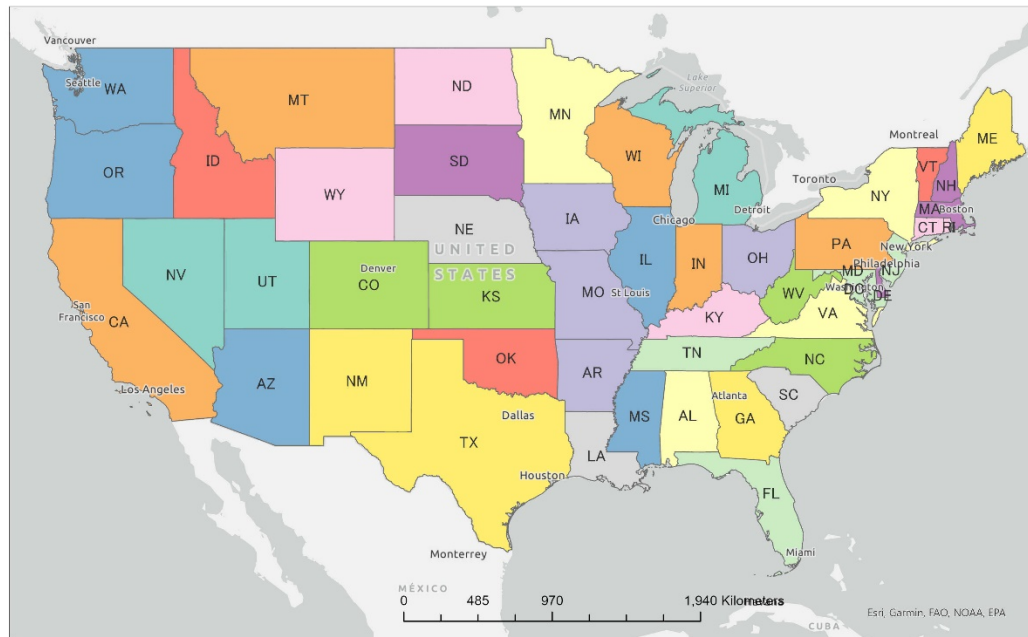 Vancouver
Seattle
WA
MT
ND
MN
Lake
Superior
Montreal
ME
OR
ID
SD
WI
MI
Toronto
NY
VT
NH
WY
Detroit
MA
Boston
CT
RI
NE
IA
Chicago
PA
New York
UNITED
STATES
NV
UT
Denver
CO
KS
MO
IL
St Louis
IN
OH
WV
MD
Philadelphia
NJ
Washington
DC
DE
San
Francisco
CA
KY
VA
Los Angeles
AZ
NM
OK
AR
TN
NC
Dallas
MS
AL
Atlanta
GA
SC
TX
Houston
LA
FL
Monterrey
Miami
MÉXICO
0
485
970
1,940 Kilometers
CUBA
Esri, Garmin, FAO, NOAA, EPA